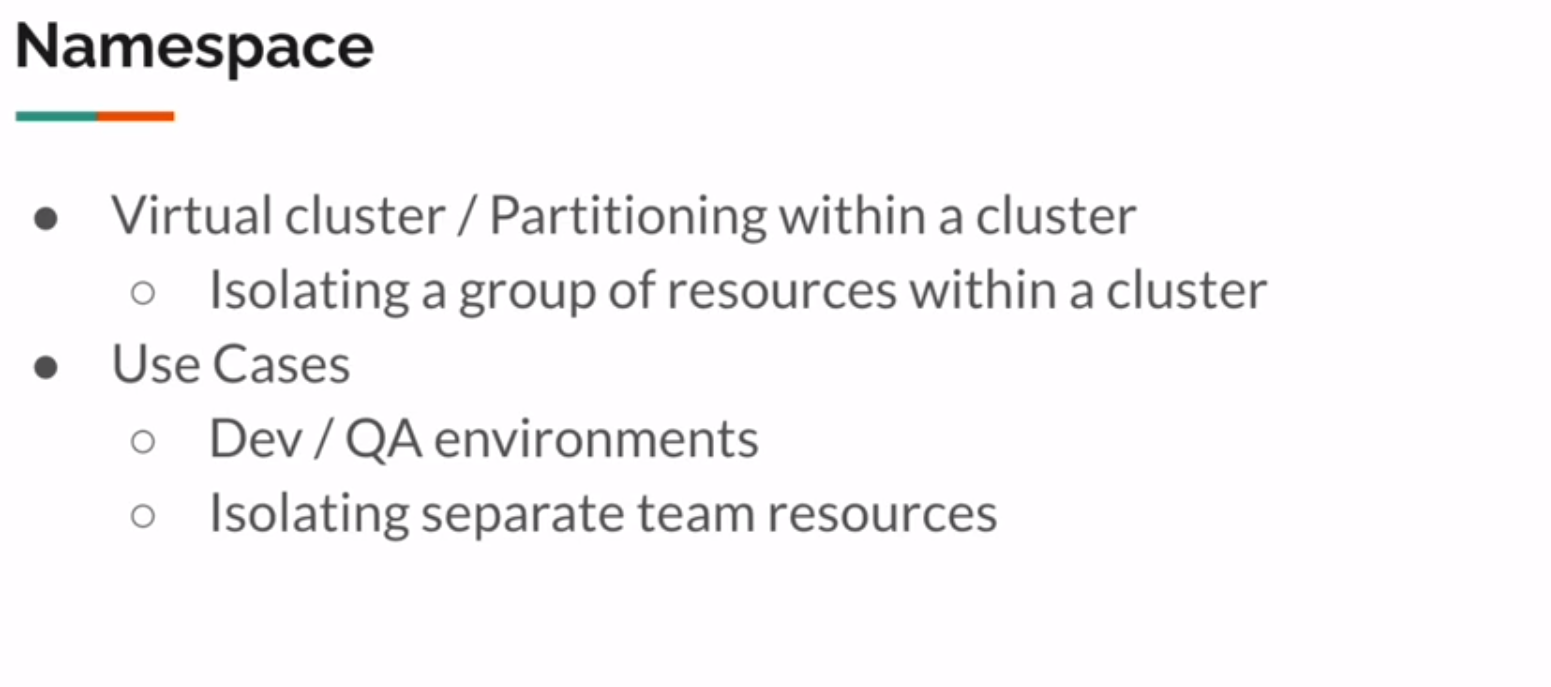 Namespace
● Virtual cluster / Partitioning within a cluster
○ Isolating a group of resources within a cluster
● Use Cases
○ Dev / QA environments
○ Isolating separate team resources